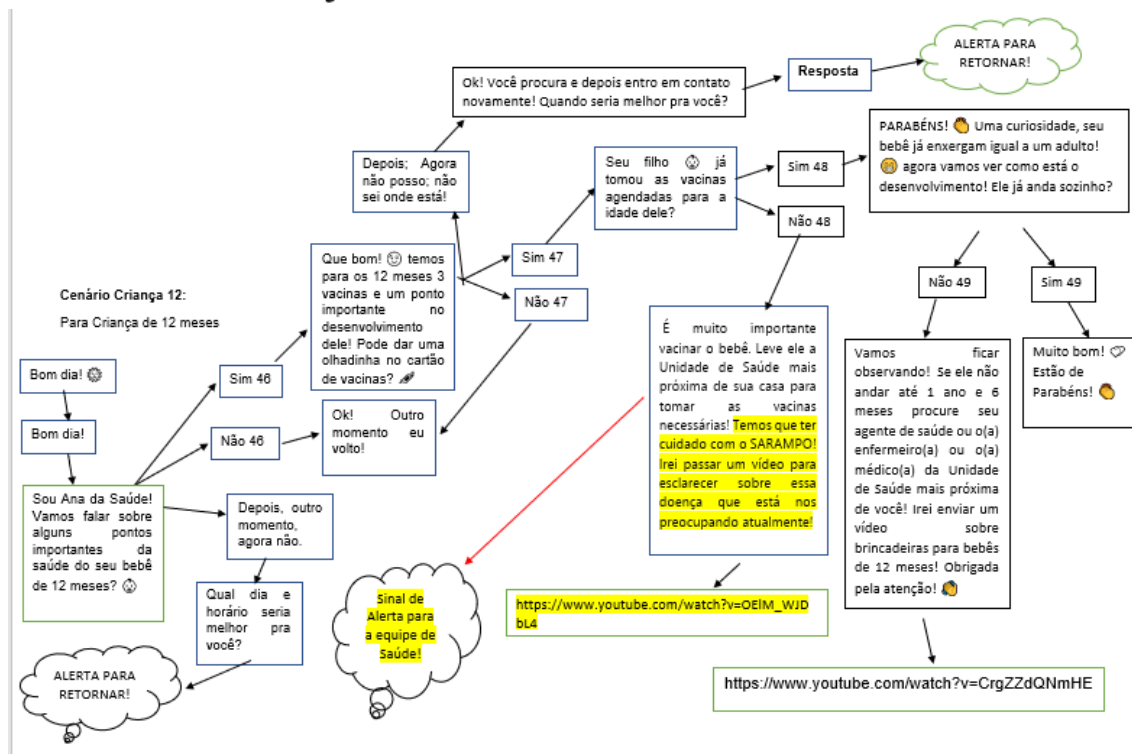 ALERTA PARA
RETORNAR!
Ok! Você procura e depois entro em contato
novamente! Quando seria melhor pra você?
Resposta
PARABÉNS! 👏 Uma curiosidade, seu
bebê já enxergam igual a um adulto!
😁 agora vamos ver como está o
desenvolvimento! Ele já anda sozinho?
Depois; Agora
não posso; não
sei onde está!
Seu filho 👶 já
tomou as vacinas
agendadas para a
idade dele?
Sim 48
Não 48
Que bom! 😉 temos
para os 12 meses 3
vacinas e um ponto
importante no
desenvolvimento
dele! Pode dar uma
olhadinha no cartão
de vacinas? 💉
Sim 47
Não 47
Não 49
Sim 49
Cenário Criança 12:
Para Criança de 12 meses
Bom dia! 🌞
Bom dia!
Sim 46
Não 46
Ok! Outro
momento eu
volto!
É muito importante
vacinar o bebê. Leve ele a
Unidade de Saúde mais
próxima de sua casa para
tomar as vacinas
necessárias! Temos que ter
cuidado com o SARAMPO!
Irei passar um vídeo para
esclarecer sobre essa
doença que está nos
preocupando atualmente!
Vamos ficar
observando! Se ele não
andar até 1 ano e 6
meses procure seu
agente de saúde ou o(a)
enfermeiro(a) ou o(a)
médico(a) da Unidade
de Saúde mais próxima
de você! Irei enviar um
vídeo sobre
brincadeiras para bebês
de 12 meses! Obrigada
pela atenção! 👏
Muito bom!
Estão de
Parabéns! 👏
Sou Ana da Saúde!
Vamos falar sobre
alguns pontos
importantes da
saúde do seu bebê
de 12 meses? 👶
Depois, outro
momento,
agora não.
Qual dia e
horário seria
melhor pra
você?
ALERTA PARA
RETORNAR!
Sinal de
Alerta para
a equipe de
Saúde!
https://www.youtube.com/watch?v=OElM_WJD
bL4
https://www.youtube.com/watch?v=CrgZZdQNmHE